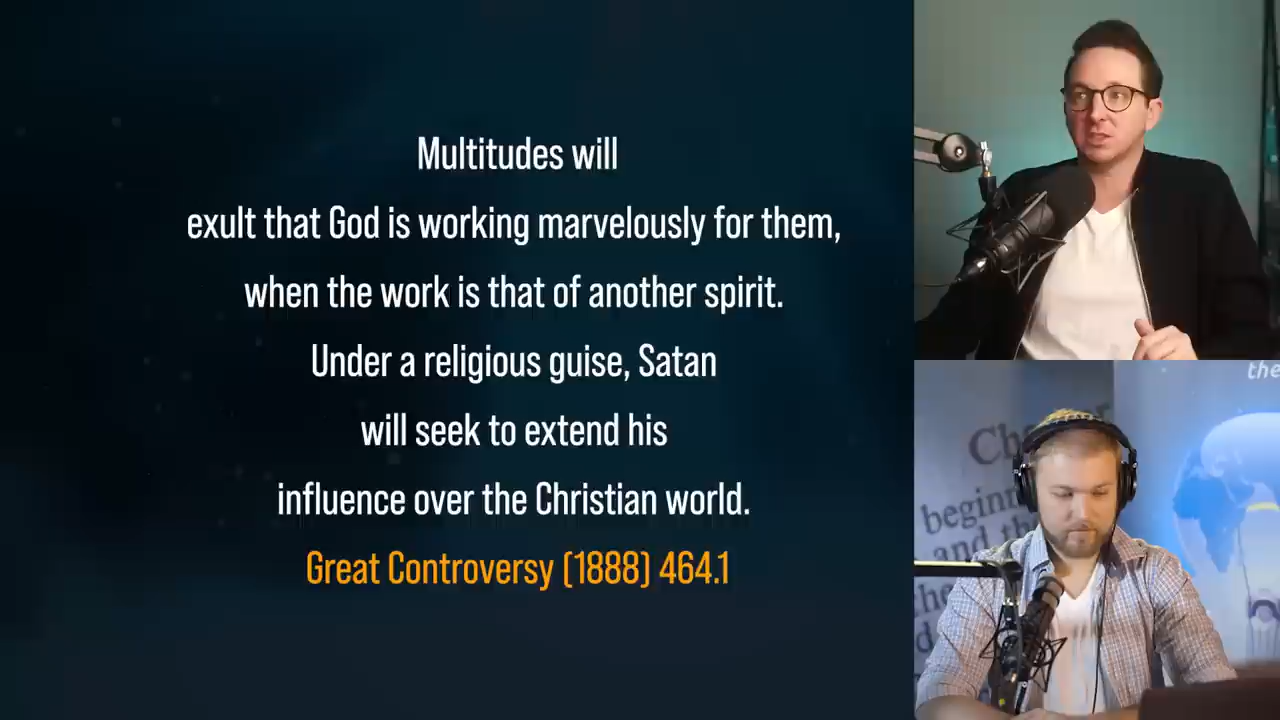 Multitudes will
exult that God is working marvelously for them,
when the work is that of another spirit.
Under a religious guise, Satan
will seek to extend his
influence over the Christian world.
Great Controversy (1888) 464.1
the